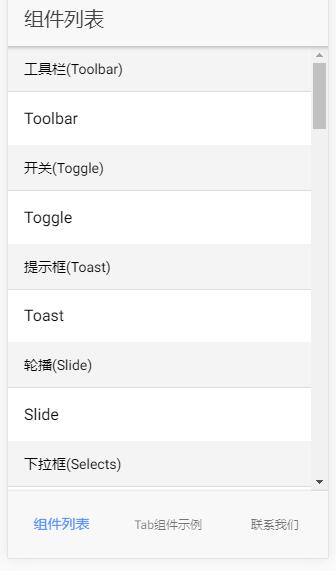 组件列表
工具栏(Toolbar)
Toolbar
开关(Toggle)
Toggle
提示框(Toast)
Toast
轮播(Slide)
Slide
下拉框(Selects)
组件列表 Tab组件示例 联系我们